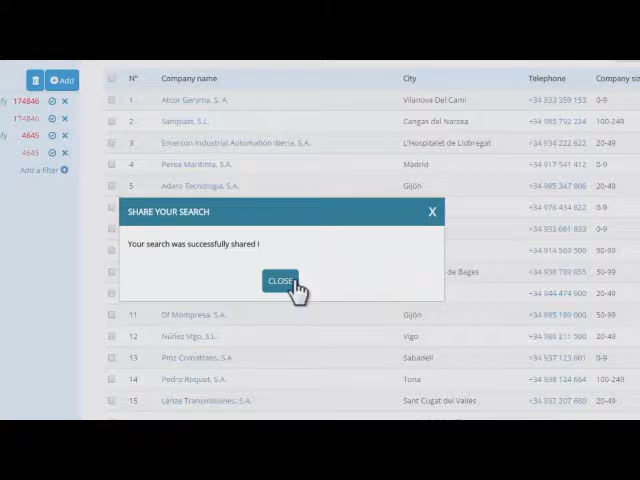 Add N° Company name City Telephone Company siz
ify 174846 1 Atcor Geryma, S. A. Vilanova Del Cami +34 933 359 153 0-9
174846 2 Sampiatt, S.L. Cangas del Narcea +34 985 792 224 100-249
ify 4645 3 Emerson Industrial Automation Iberia, S.A. L'Hospitalet de Llobregat +34 934 222 622 20-49
4645 4 Perea Maritima, S.A. Madrid +34 917 541 412 0-9
Add a filter 5 Adaro Tecnologia, S.A. Gijón +34 985 347 806 20-49
+34 976 434 622 0-9
SHARE YOUR SEARCH X
+34 932 681 833 0-9
Your search was successfully shared !
+34 914 569 500 50-99
de Bages +34 938 789 055 50-99
CLOSE
+34 944 474 600 20-49
11 Df Mompresa, S.A. Gijón +34 985 199 000 50-99
12 Núñez Vigo, S.L. Vigo +34 986 211 500 20-49
13 Pmz Comatrans, S.A Sabadell +34 937 123 601 0-9
14 Pedro Roquet, S.A. Tona +34 938 124 664 100-249
15 Lenze Transmisiones, S.A. Sant Cugat del Vallès +34 937 207 680 20-49